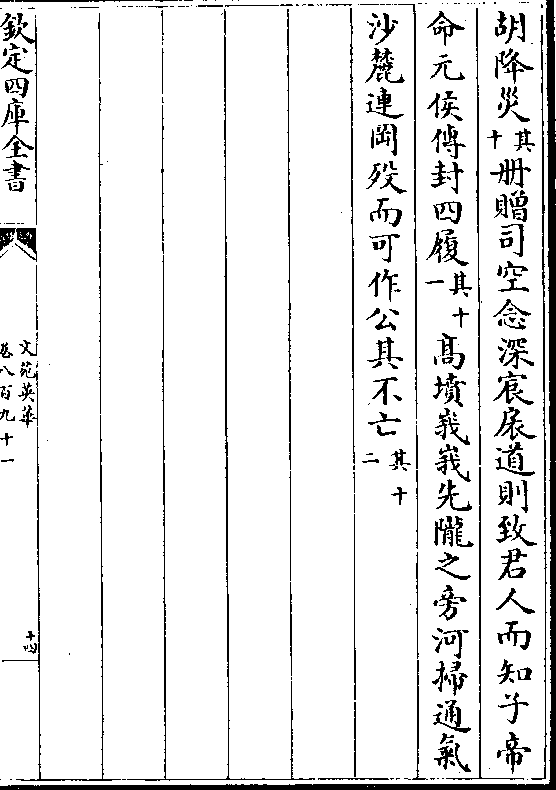 胡降災其十册贈司空念深宸扆道則致君人而知予帝
命元侯傅封四履其十一高墳峩峩先隴之旁河掃通氣
沙麓連岡殁而可作公其不亡其十二
欽定四庫全書
文苑英華
卷八百九十一
十四